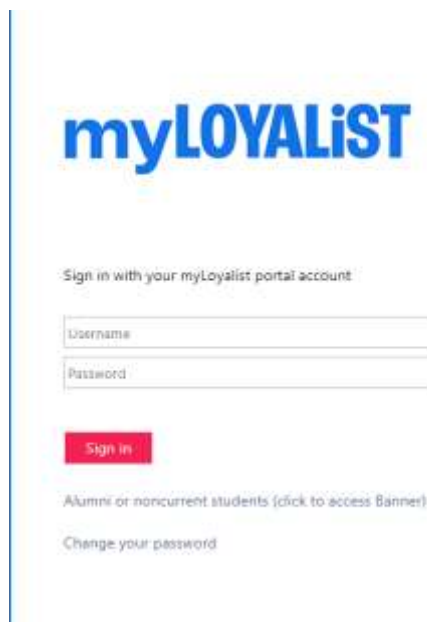 myLOYALiST
Sign in with your myLoyalist portal account
Username
Password
Sign in
Alumni or noncurrent students (click to access Banner)
Change your password